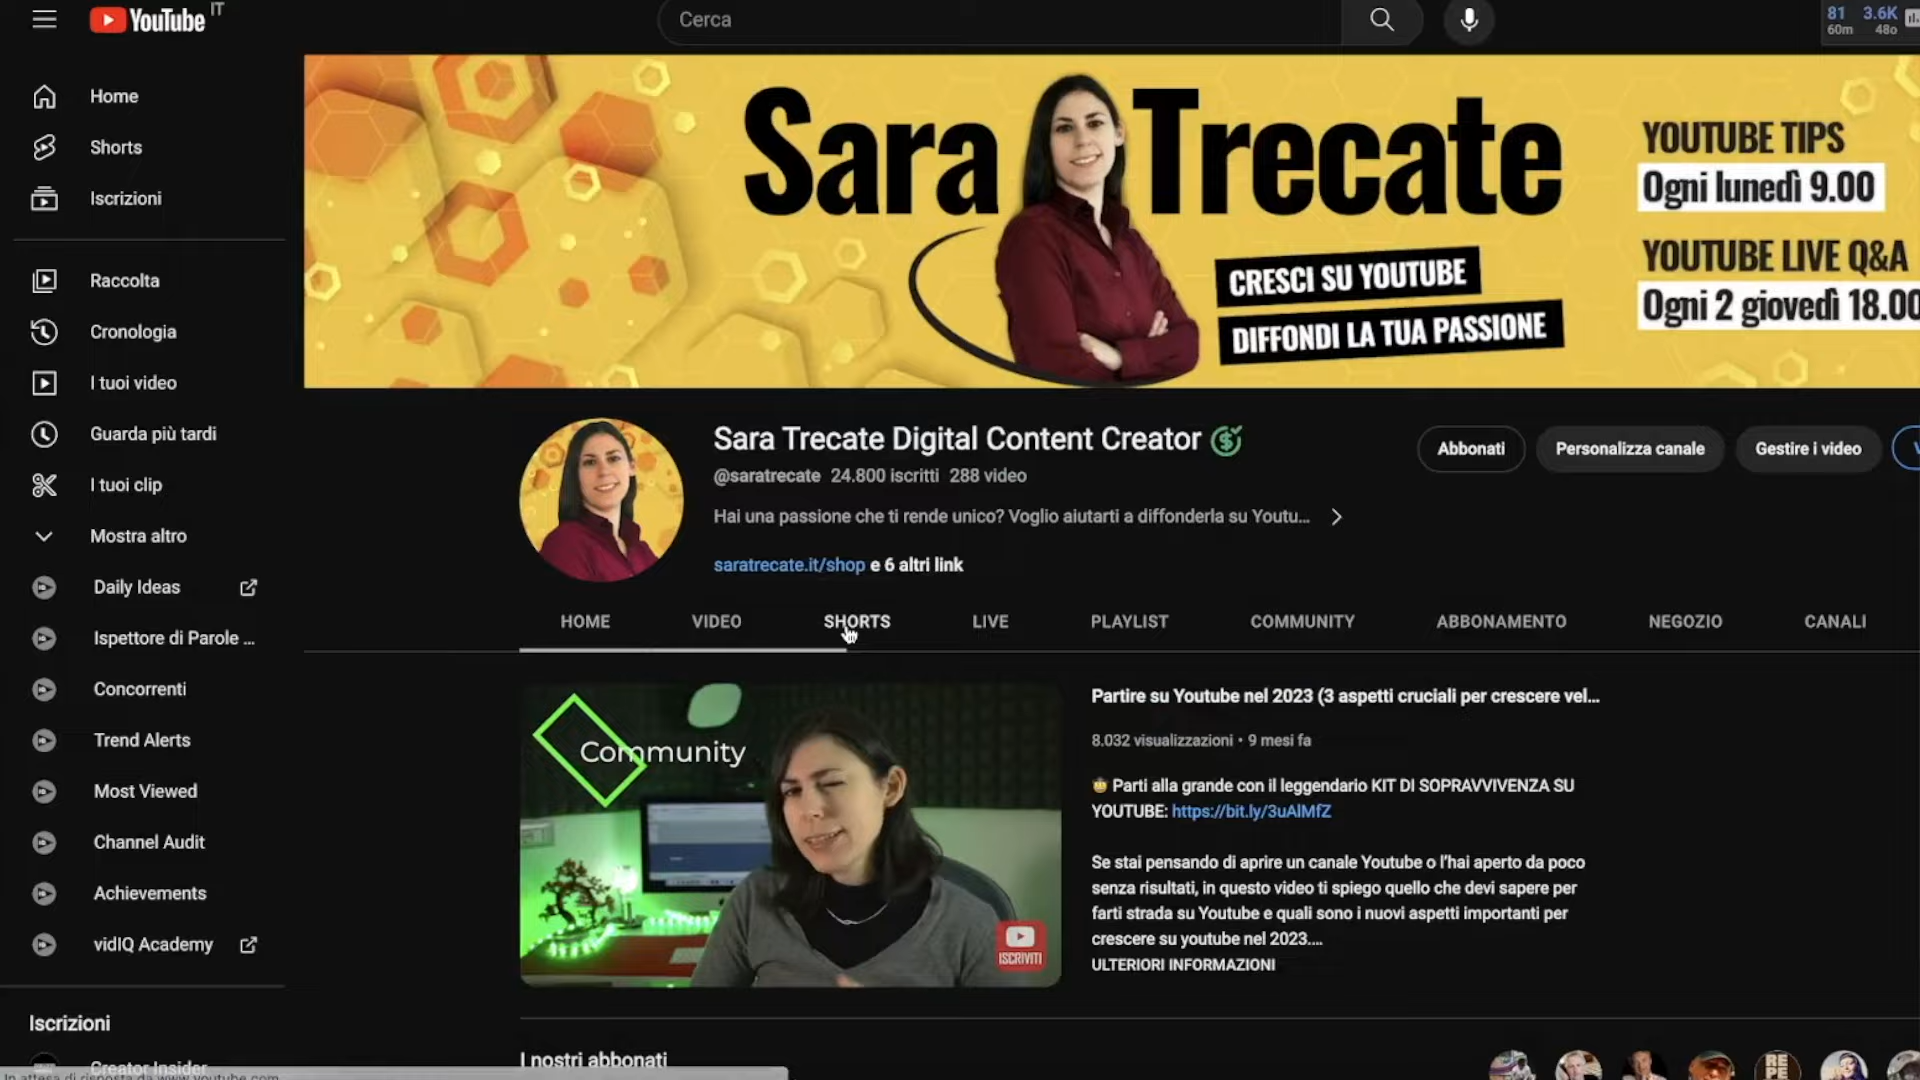 YouTube IT
Cerca
81 3.6K
60m 48o
Home
Shorts
Iscrizioni
Raccolta
Cronologia
I tuoi video
Guarda più tardi
I tuoi clip
Mostra altro
Daily Ideas
Ispettore di Parole ...
Concorrenti
Trend Alerts
Most Viewed
Channel Audit
Achievements
vidIQ Academy
Iscrizioni
Creator Insider
Sara Trecate
CRESCI SU YOUTUBE
DIFFONDI LA TUA PASSIONE
YOUTUBE TIPS
Ogni lunedì 9.00
YOUTUBE LIVE Q&A
Ogni 2 giovedì 18.00
Sara Trecate Digital Content Creator
@saratrecate 24.800 iscritti 288 video
Hai una passione che ti rende unico? Voglio aiutarti a diffonderla su Youtu...
saratrecate.it/shop e 6 altri link
Abbonati
Personalizza canale
Gestire i video
HOME VIDEO SHORTS LIVE PLAYLIST COMMUNITY ABBONAMENTO NEGOZIO CANALI
Community
ISCRIVITI
Partire su Youtube nel 2023 (3 aspetti cruciali per crescere vel...
8.032 visualizzazioni • 9 mesi fa
Parti alla grande con il leggendario KIT DI SOPRAVVIVENZA SU
YOUTUBE: https://bit.ly/3uAlMfZ
Se stai pensando di aprire un canale Youtube o l'hai aperto da poco
senza risultati, in questo video ti spiego quello che devi sapere per
farti strada su Youtube e quali sono i nuovi aspetti importanti per
crescere su youtube nel 2023....
ULTERIORI INFORMAZIONI
I nostri abbonati
In attesa di risposta da www.youtube.com